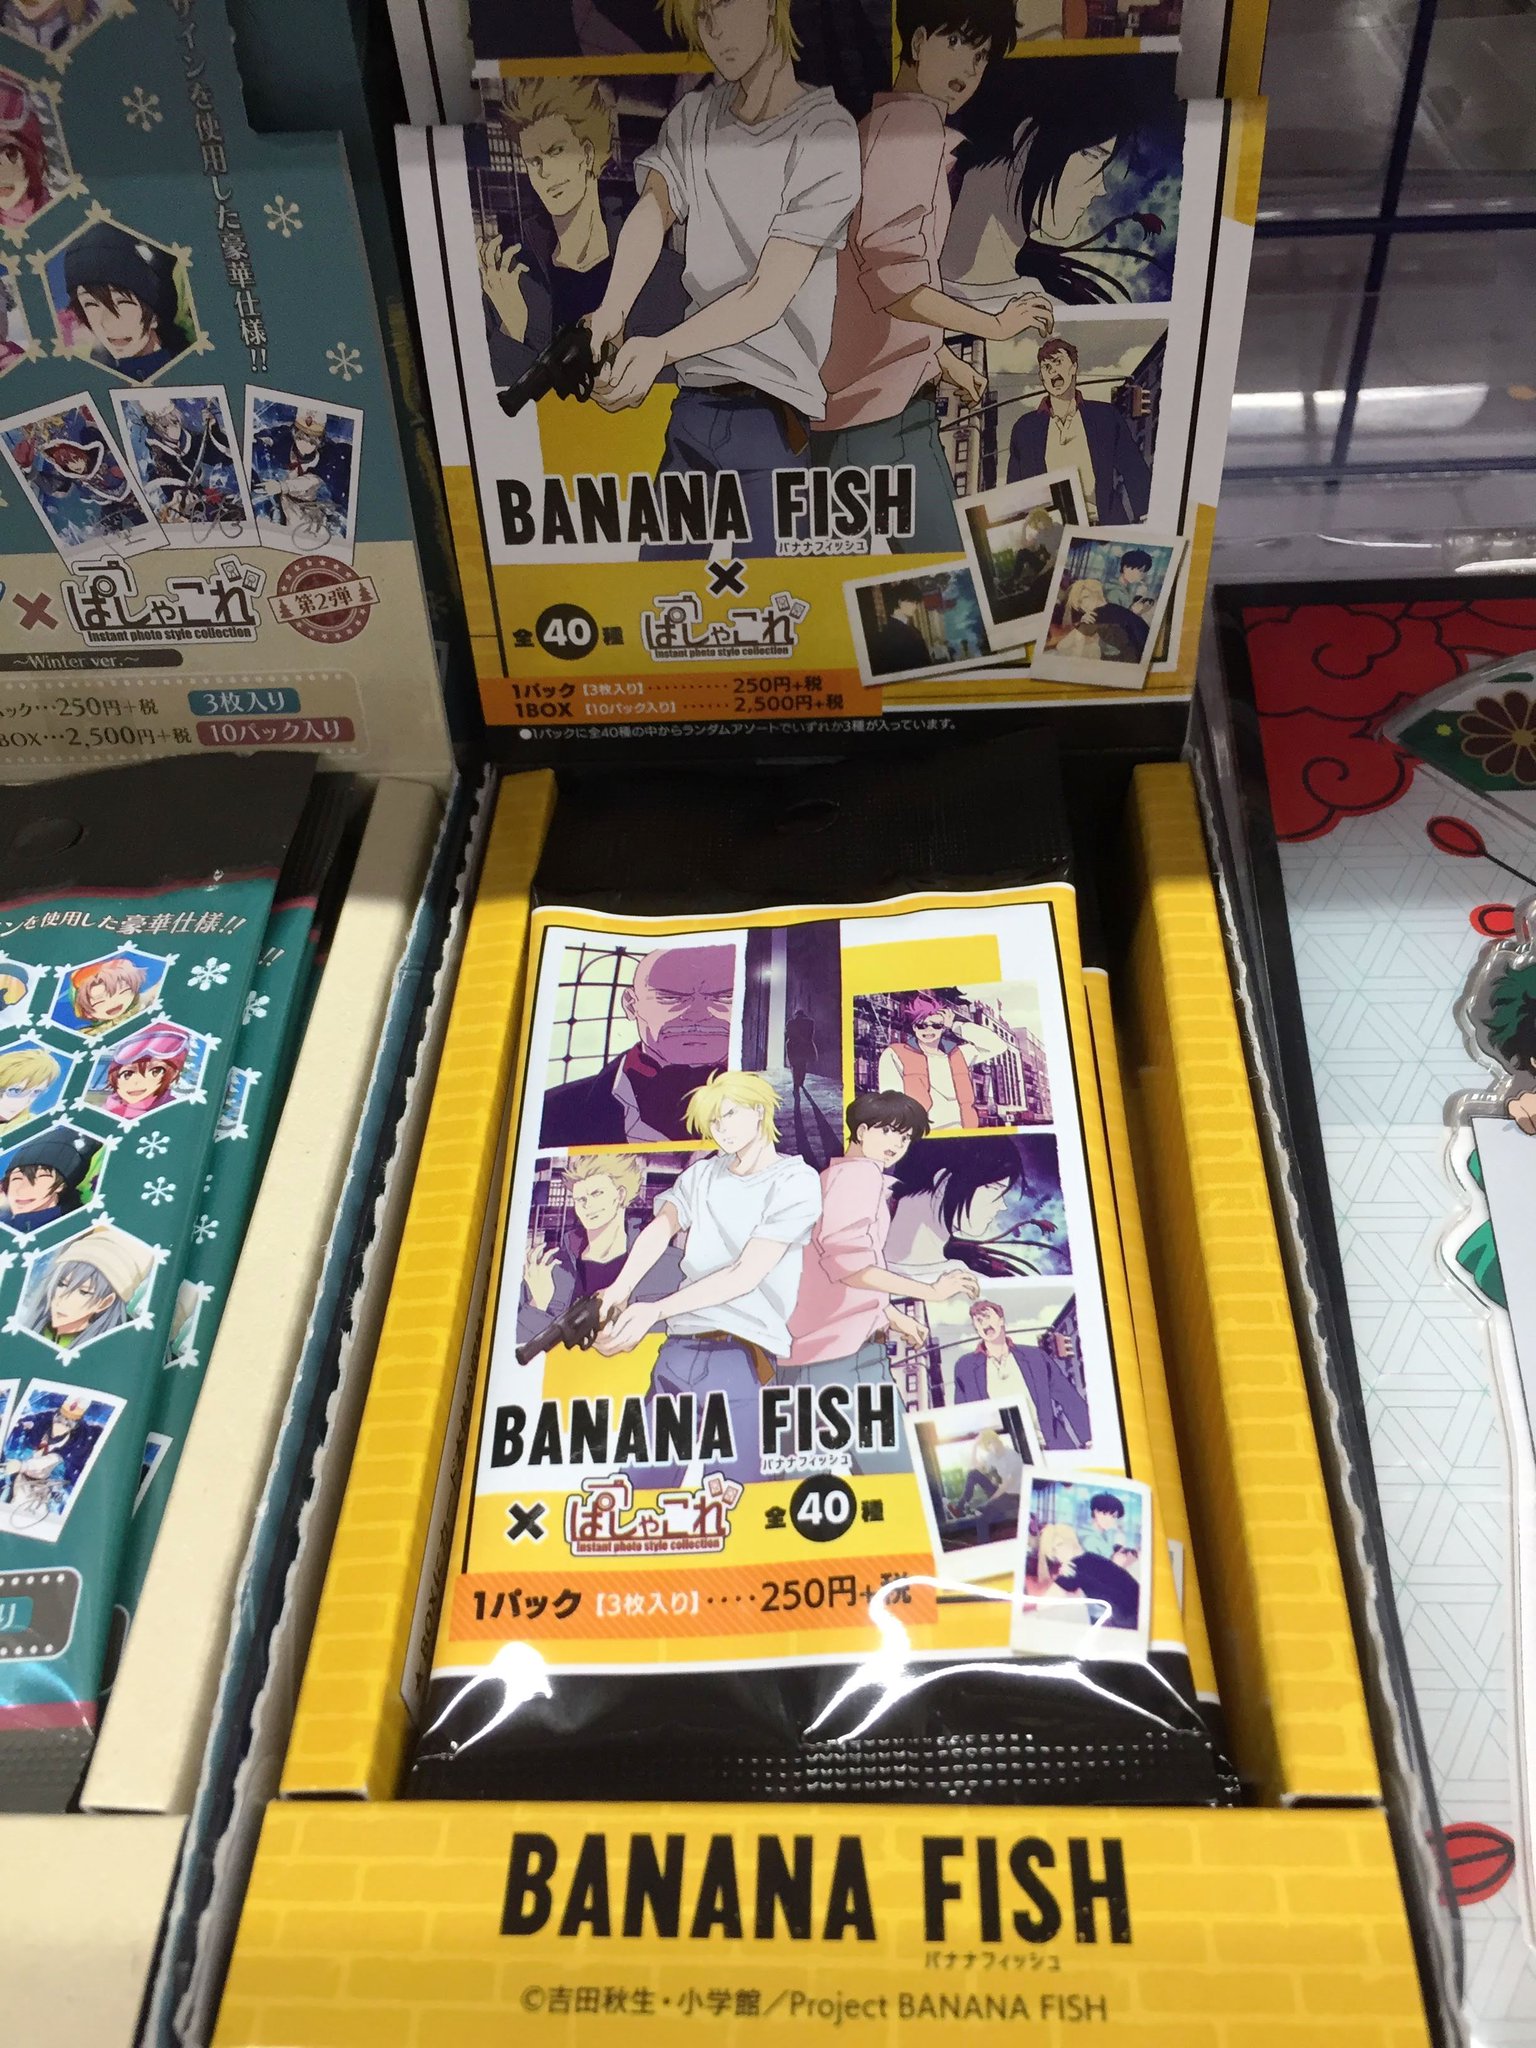 インを使用した豪華仕様!!
×
ぱしゃこれ
Instant photo style collection
第2弾
~Winter ver.~
ック…250円+税 3枚入り
BOX…2,500円+税 10パック入り
BANANA FISH
バナナフィッシュ
×
全40種
ぱしゃこれ
Instant photo style collection
1パック【3枚入り】‥‥‥‥‥250円+税
1BOX 【10パック入り】‥‥‥2,500円+税
●1パックに全40種の中からランダムアソートでいずれか3種が入っています。
ンを使用した豪華仕様!!
!!
り
BANANA FISH
バナナフィッシュ
× ぱしゃこれ 全40種
Instant photo style collection
1パック【3枚入り】‥‥250円+税
BANANA FISH
バナナフィッシュ
©吉田秋生・小学館/Project BANANA FISH